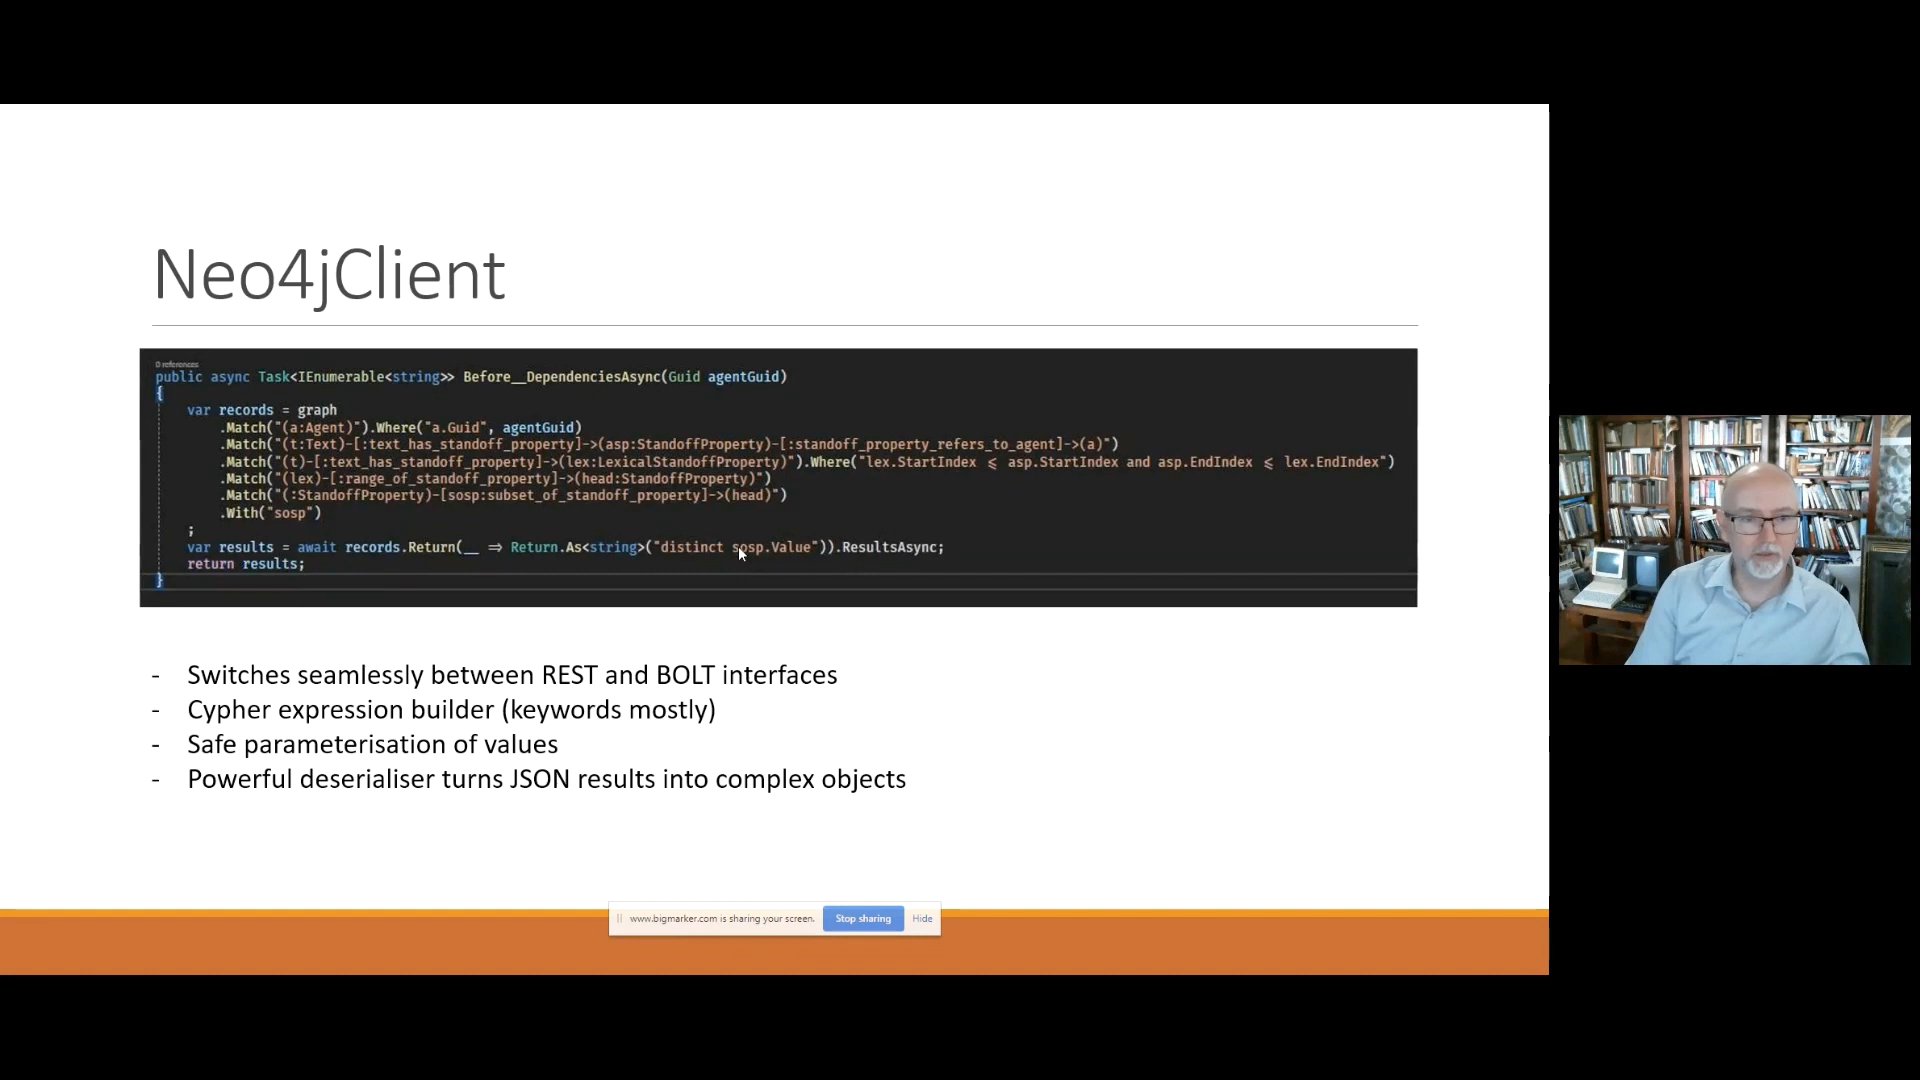 Neo4jClient
0 references
public async Task<IEnumerable<string>> Before__DependenciesAsync(Guid agentGuid)
{
var records = graph
.Match("(a:Agent)").Where("a.Guid", agentGuid)
.Match("(t:Text)-[:text_has_standoff_property]->(asp:StandoffProperty)-[:standoff_property_refers_to_agent]->(a)")
.Match("(t)-[:text_has_standoff_property]->(lex:LexicalStandoffProperty)").Where("lex.StartIndex ⩽ asp.StartIndex and asp.EndIndex ⩽ lex.EndIndex")
.Match("(lex)-[:range_of_standoff_property]->(head:StandoffProperty)")
.Match("(:StandoffProperty)-[sosp:subset_of_standoff_property]->(head)")
.With("sosp")
;
var results = await records.Return(__ ⇒ Return.As<string>("distinct sosp.Value")).ResultsAsync;
return results;
}
- Switches seamlessly between REST and BOLT interfaces
- Cypher expression builder (keywords mostly)
- Safe parameterisation of values
- Powerful deserialiser turns JSON results into complex objects
www.bigmarker.com is sharing your screen. Stop sharing Hide